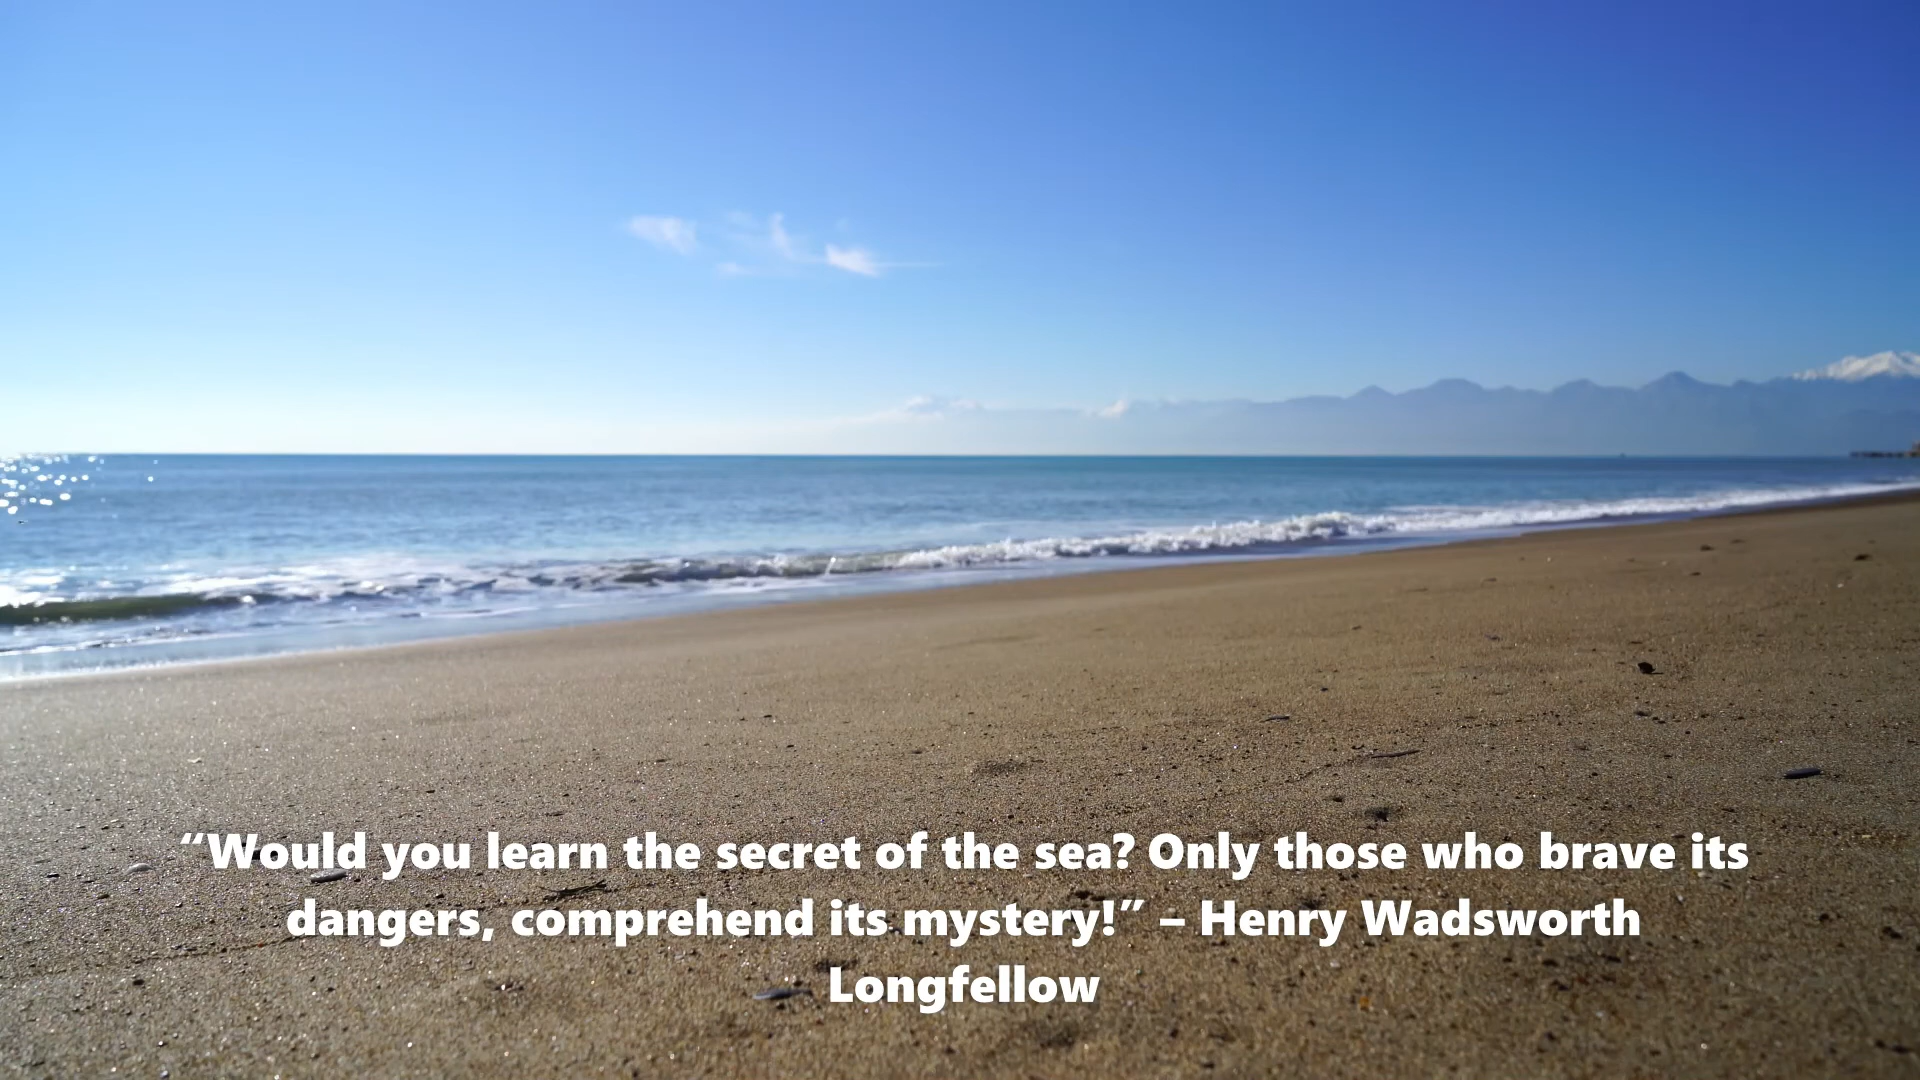 “Would you learn the secret of the sea? Only those who brave its
dangers, comprehend its mystery!” – Henry Wadsworth
Longfellow